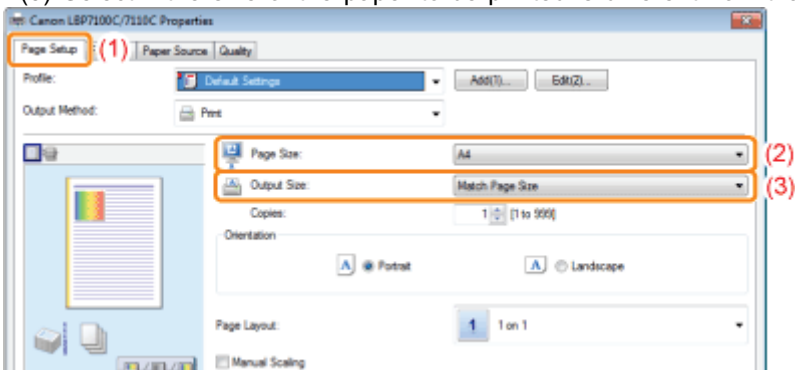 Canon LBP7100C/7110C Properties
Page Setup (1) Paper Source Quality
Profile: Default Settings Add(1)... Edit(2)...
Output Method: Print
Page Size: A4 (2)
Output Size: Match Page Size (3)
Copies: 1 [1 to 999]
Orientation
A Portrait A Landscape
Page Layout: 1 1 on 1
Manual Scaling